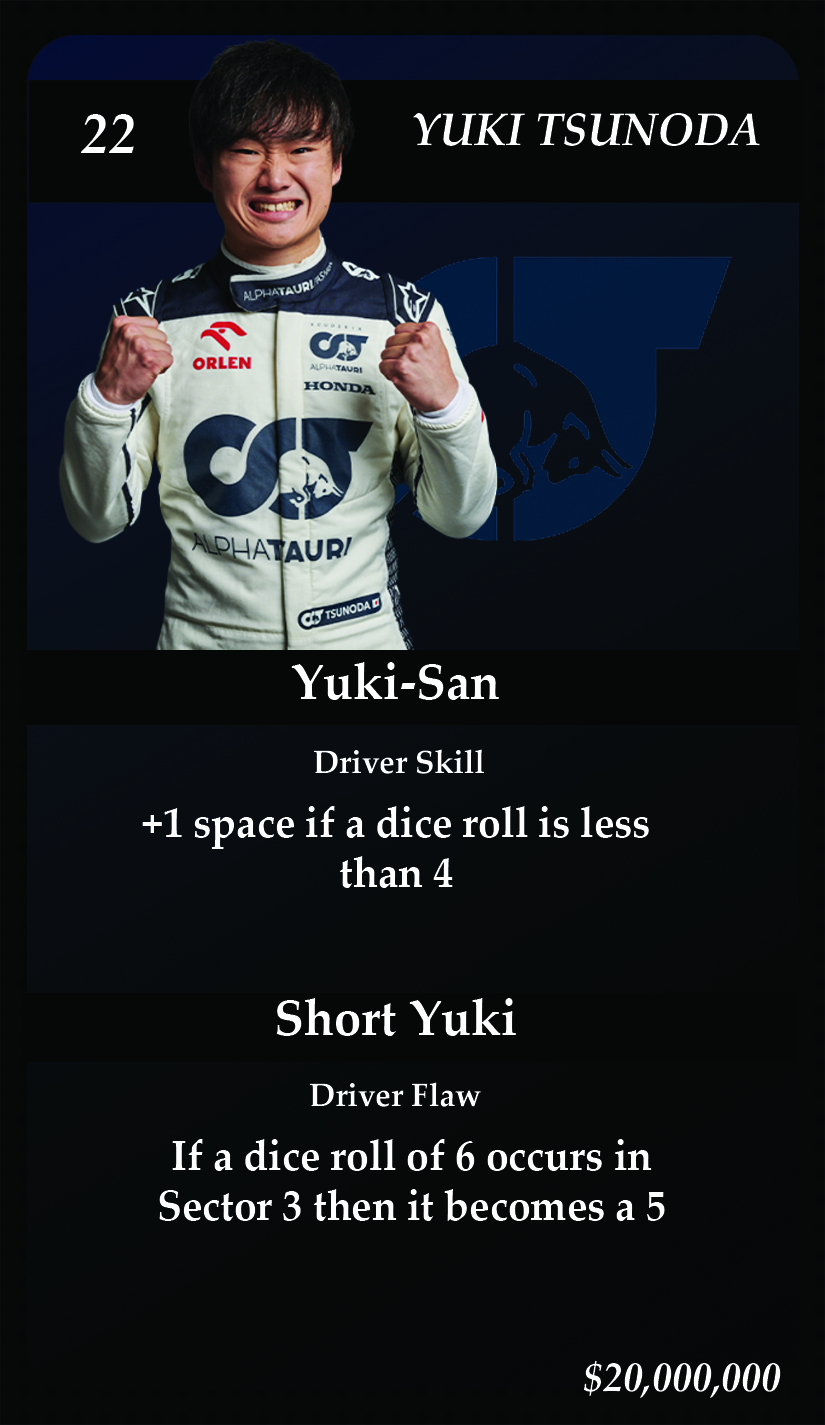 22
YUKI TSUNODA
ALPHATAURI
ORLEN
SCUDERIA
ALPHATAURI
HONDA
ALPHATAURI
TSUNODA
Yuki-San
Driver Skill
+1 space if a dice roll is less
than 4
Short Yuki
Driver Flaw
If a dice roll of 6 occurs in
Sector 3 then it becomes a 5
$20,000,000